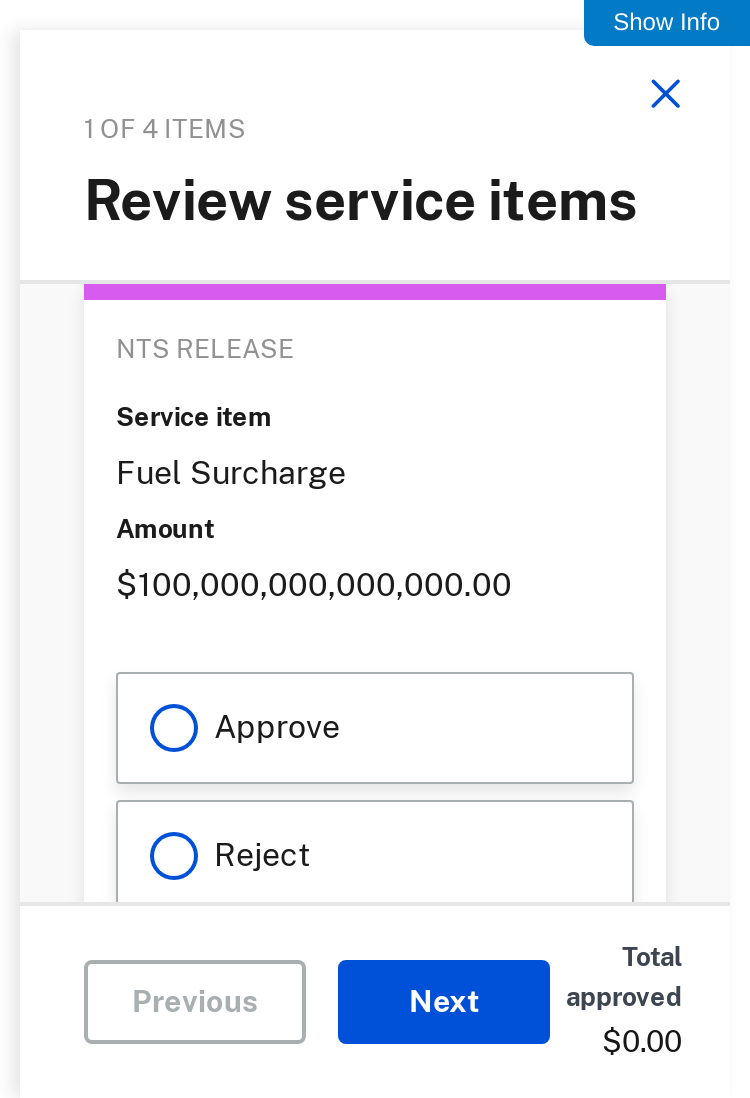 Show Info
1 OF 4 ITEMS
Review service items
NTS RELEASE
Service item
Fuel Surcharge
Amount
$100,000,000,000,000.00
Approve
Reject
Previous
Next
Total
approved
$0.00